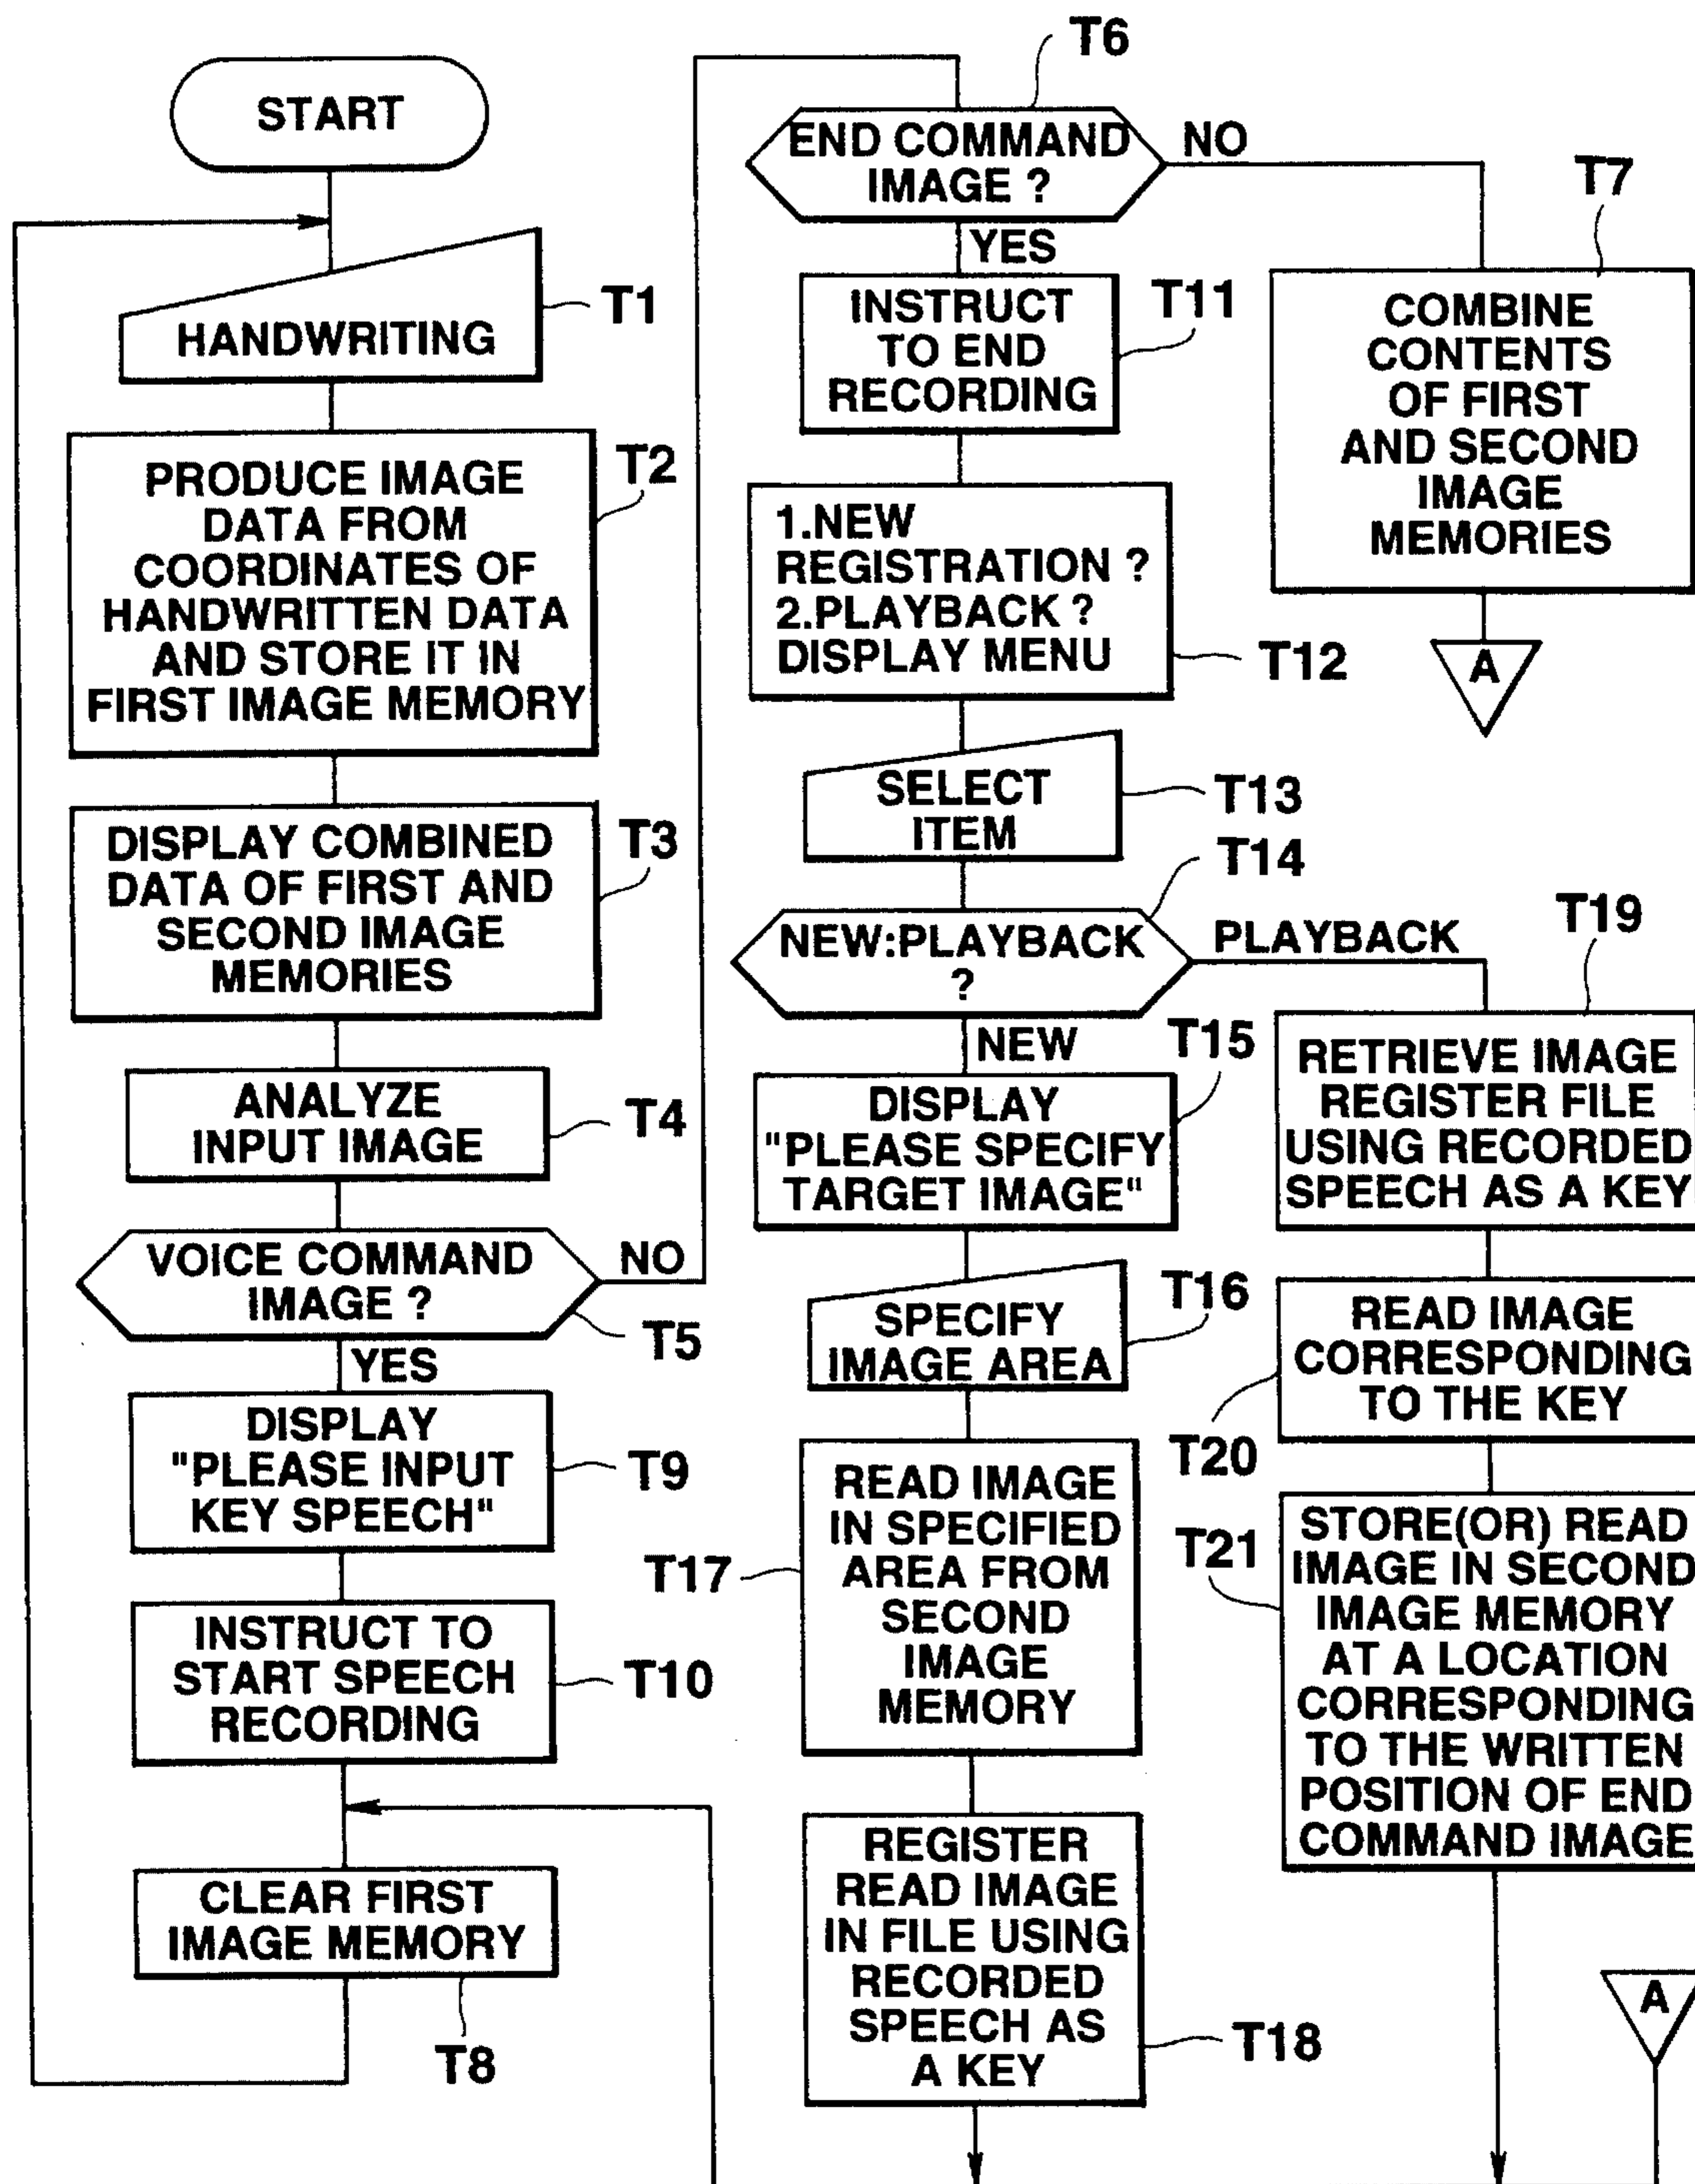 START
HANDWRITING
T1
PRODUCE IMAGE
DATA FROM
COORDINATES OF
HANDWRITTEN DATA
AND STORE IT IN
FIRST IMAGE MEMORY
T2
DISPLAY COMBINED
DATA OF FIRST AND
SECOND IMAGE
MEMORIES
T3
ANALYZE
INPUT IMAGE
T4
VOICE COMMAND
IMAGE ?
NO
T5
YES
DISPLAY
"PLEASE INPUT
KEY SPEECH"
T9
INSTRUCT TO
START SPEECH
RECORDING
T10
CLEAR FIRST
IMAGE MEMORY
T8
T6
END COMMAND
IMAGE ?
NO
YES
T7
COMBINE
CONTENTS
OF FIRST
AND SECOND
IMAGE
MEMORIES
A
INSTRUCT
TO END
RECORDING
T11
1.NEW
REGISTRATION ?
2.PLAYBACK ?
DISPLAY MENU
T12
SELECT
ITEM
T13
T14
NEW:PLAYBACK
?
PLAYBACK
NEW
T15
DISPLAY
"PLEASE SPECIFY
TARGET IMAGE"
SPECIFY
IMAGE AREA
T16
READ IMAGE
IN SPECIFIED
AREA FROM
SECOND
IMAGE
MEMORY
T17
REGISTER
READ IMAGE
IN FILE USING
RECORDED
SPEECH AS
A KEY
T18
T19
RETRIEVE IMAGE
REGISTER FILE
USING RECORDED
SPEECH AS A KEY
READ IMAGE
CORRESPONDING
TO THE KEY
T20
STORE(OR) READ
IMAGE IN SECOND
IMAGE MEMORY
AT A LOCATION
CORRESPONDING
TO THE WRITTEN
POSITION OF END
COMMAND IMAGE
T21
A